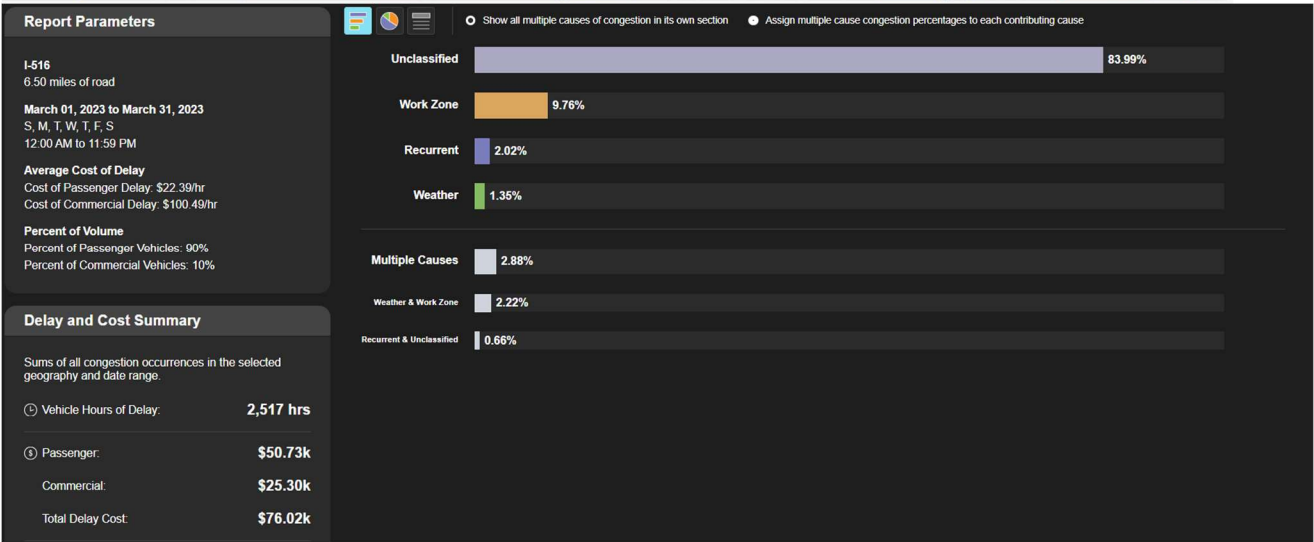 Report Parameters
I-516
6.50 miles of road
March 01, 2023 to March 31, 2023
S, M, T, W, T, F, S
12:00 AM to 11:59 PM
Average Cost of Delay
Cost of Passenger Delay: $22.39/hr
Cost of Commercial Delay: $100.49/hr
Percent of Volume
Percent of Passenger Vehicles: 90%
Percent of Commercial Vehicles: 10%
Delay and Cost Summary
Sums of all congestion occurrences in the selected
geography and date range.
Vehicle Hours of Delay: 2,517 hrs
$ Passenger: $50.73k
Commercial: $25.30k
Total Delay Cost: $76.02k
Show all multiple causes of congestion in its own section Assign multiple cause congestion percentages to each contributing cause
Unclassified 83.99%
Work Zone 9.76%
Recurrent 2.02%
Weather 1.35%
Multiple Causes 2.88%
Weather & Work Zone 2.22%
Recurrent & Unclassified 0.66%